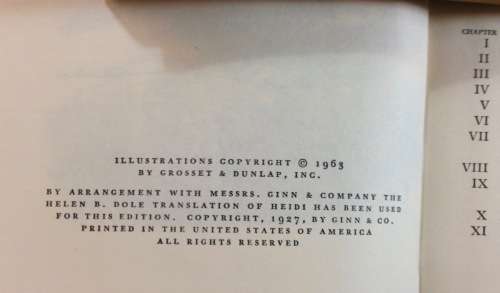 ILLUSTRATIONS COPYRIGHT © 1963
BY GROSSET & DUNLAP, INC.
BY ARRANGEMENT WITH MESSRS. GINN & COMPANY THE
HELEN B. DOLE TRANSLATION OF HEIDI HAS BEEN USED
FOR THIS EDITION. COPYRIGHT, 1927, BY GINN & CO.
PRINTED IN THE UNITED STATES OF AMERICA
ALL RIGHTS RESERVED
CHAPTER
I
II
III
IV
V
VI
VII
VIII
IX
X
XI